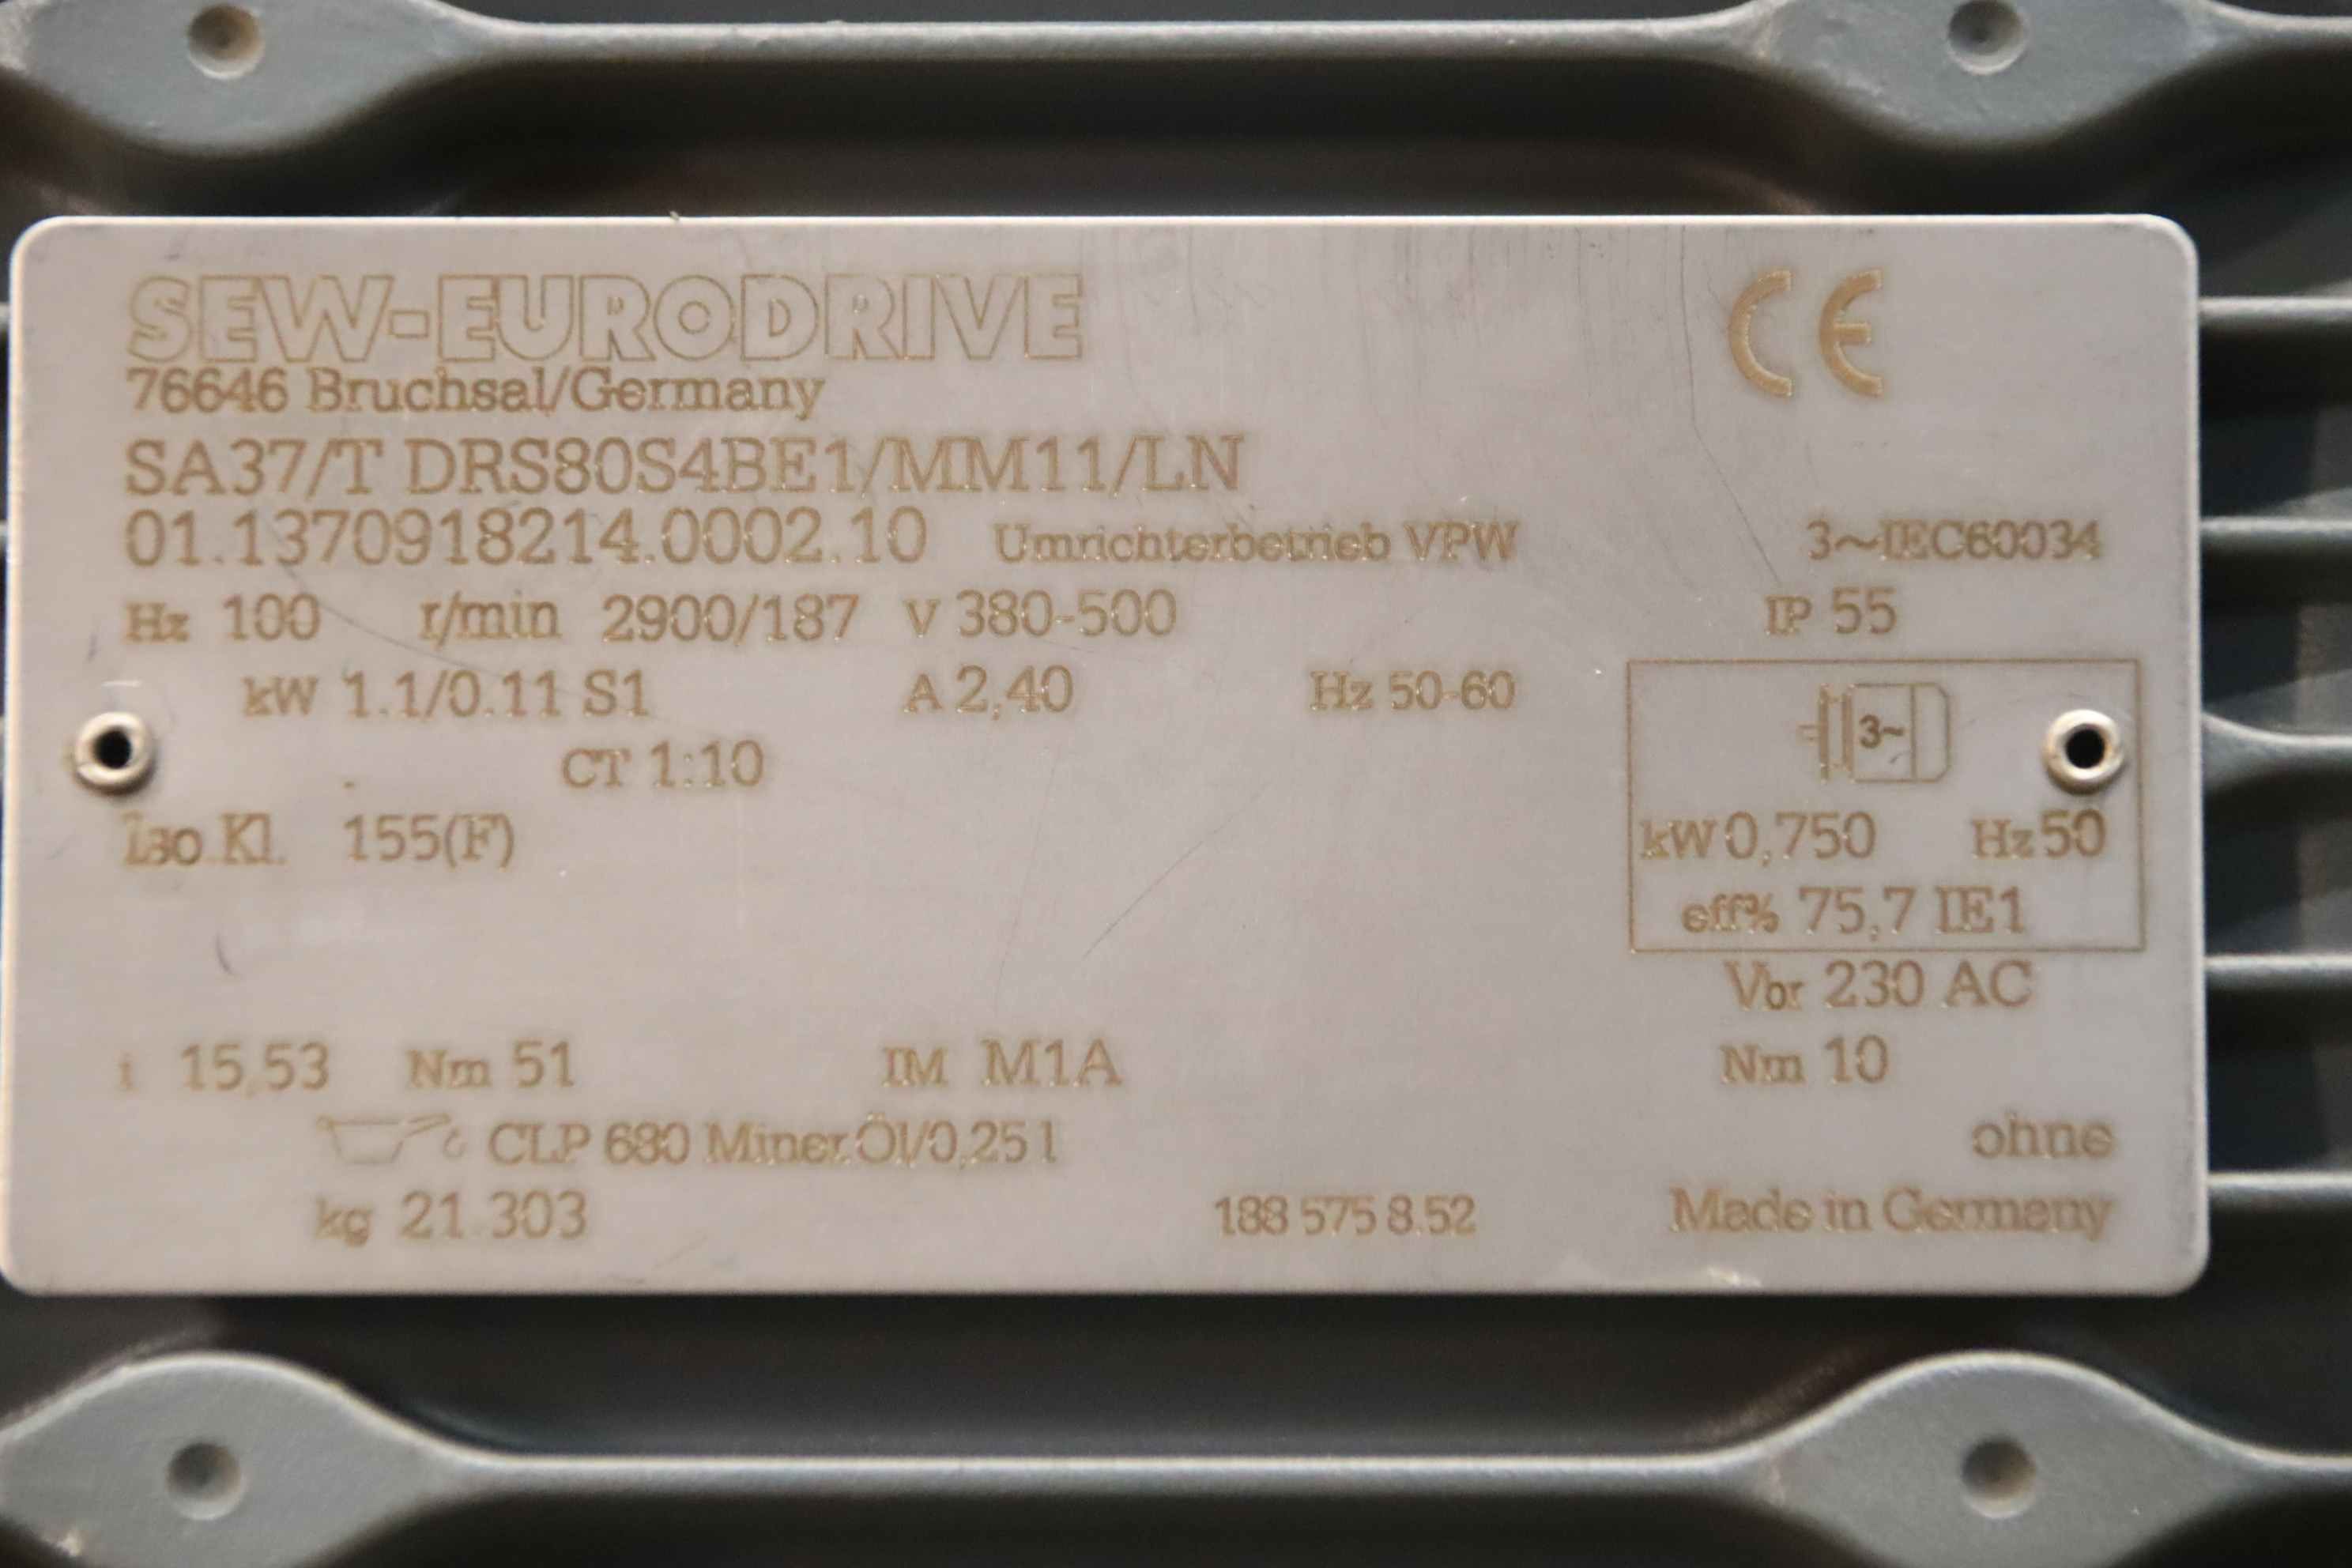 SEW-EURODRIVE
CE
76646 Bruchsal/Germany
SA37/T DRS80S4BE1/MM11/LN
01.1370918214.0002.10 Umrichterbetrieb VPW 3~IEC60034
Hz 100 r/min 2900/187 V 380-500 IP 55
kW 1.1/0.11 S1 A 2,40 Hz 50-60
3~
CT 1:10
Iso.Kl. 155(F) kW 0,750 Hz 50
eff% 75,7 IE1
Vbr 230 AC
i 15,53 Nm 51 IM M1A Nm 10
CLP 680 Miner.Öl/0,25 l ohne
kg 21.303 188 575 8.52 Made in Germany